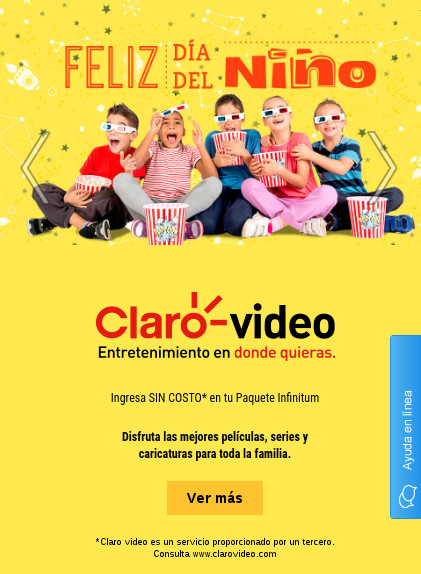 FELIZ DÍA DEL Niño
Claro-video
Entretenimiento en donde quieras.
Ingresa SIN COSTO* en tu Paquete Infinitum
Disfruta las mejores películas, series y
caricaturas para toda la familia.
Ver más
*Claro video es un servicio proporcionado por un tercero.
Consulta www.clarovideo.com
Ayuda en línea